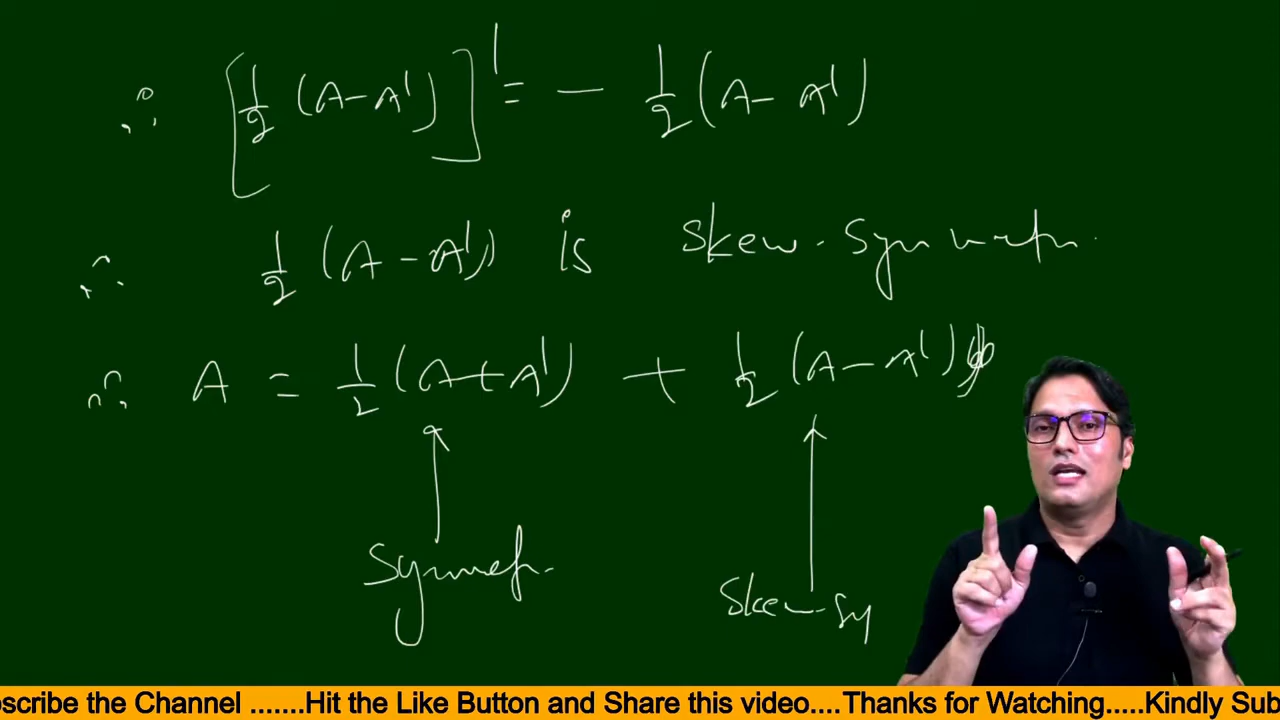 ∴ [½ (A-A')]' = - ½ (A-A')
∴ ½ (A-A') is Skew-Symmetric.
∴ A = ½ (A+A') + ½ (A-A')
Symmetr.
Skew-Sy
scribe the Channel .......Hit the Like Button and Share this video....Thanks for Watching.....Kindly Sub